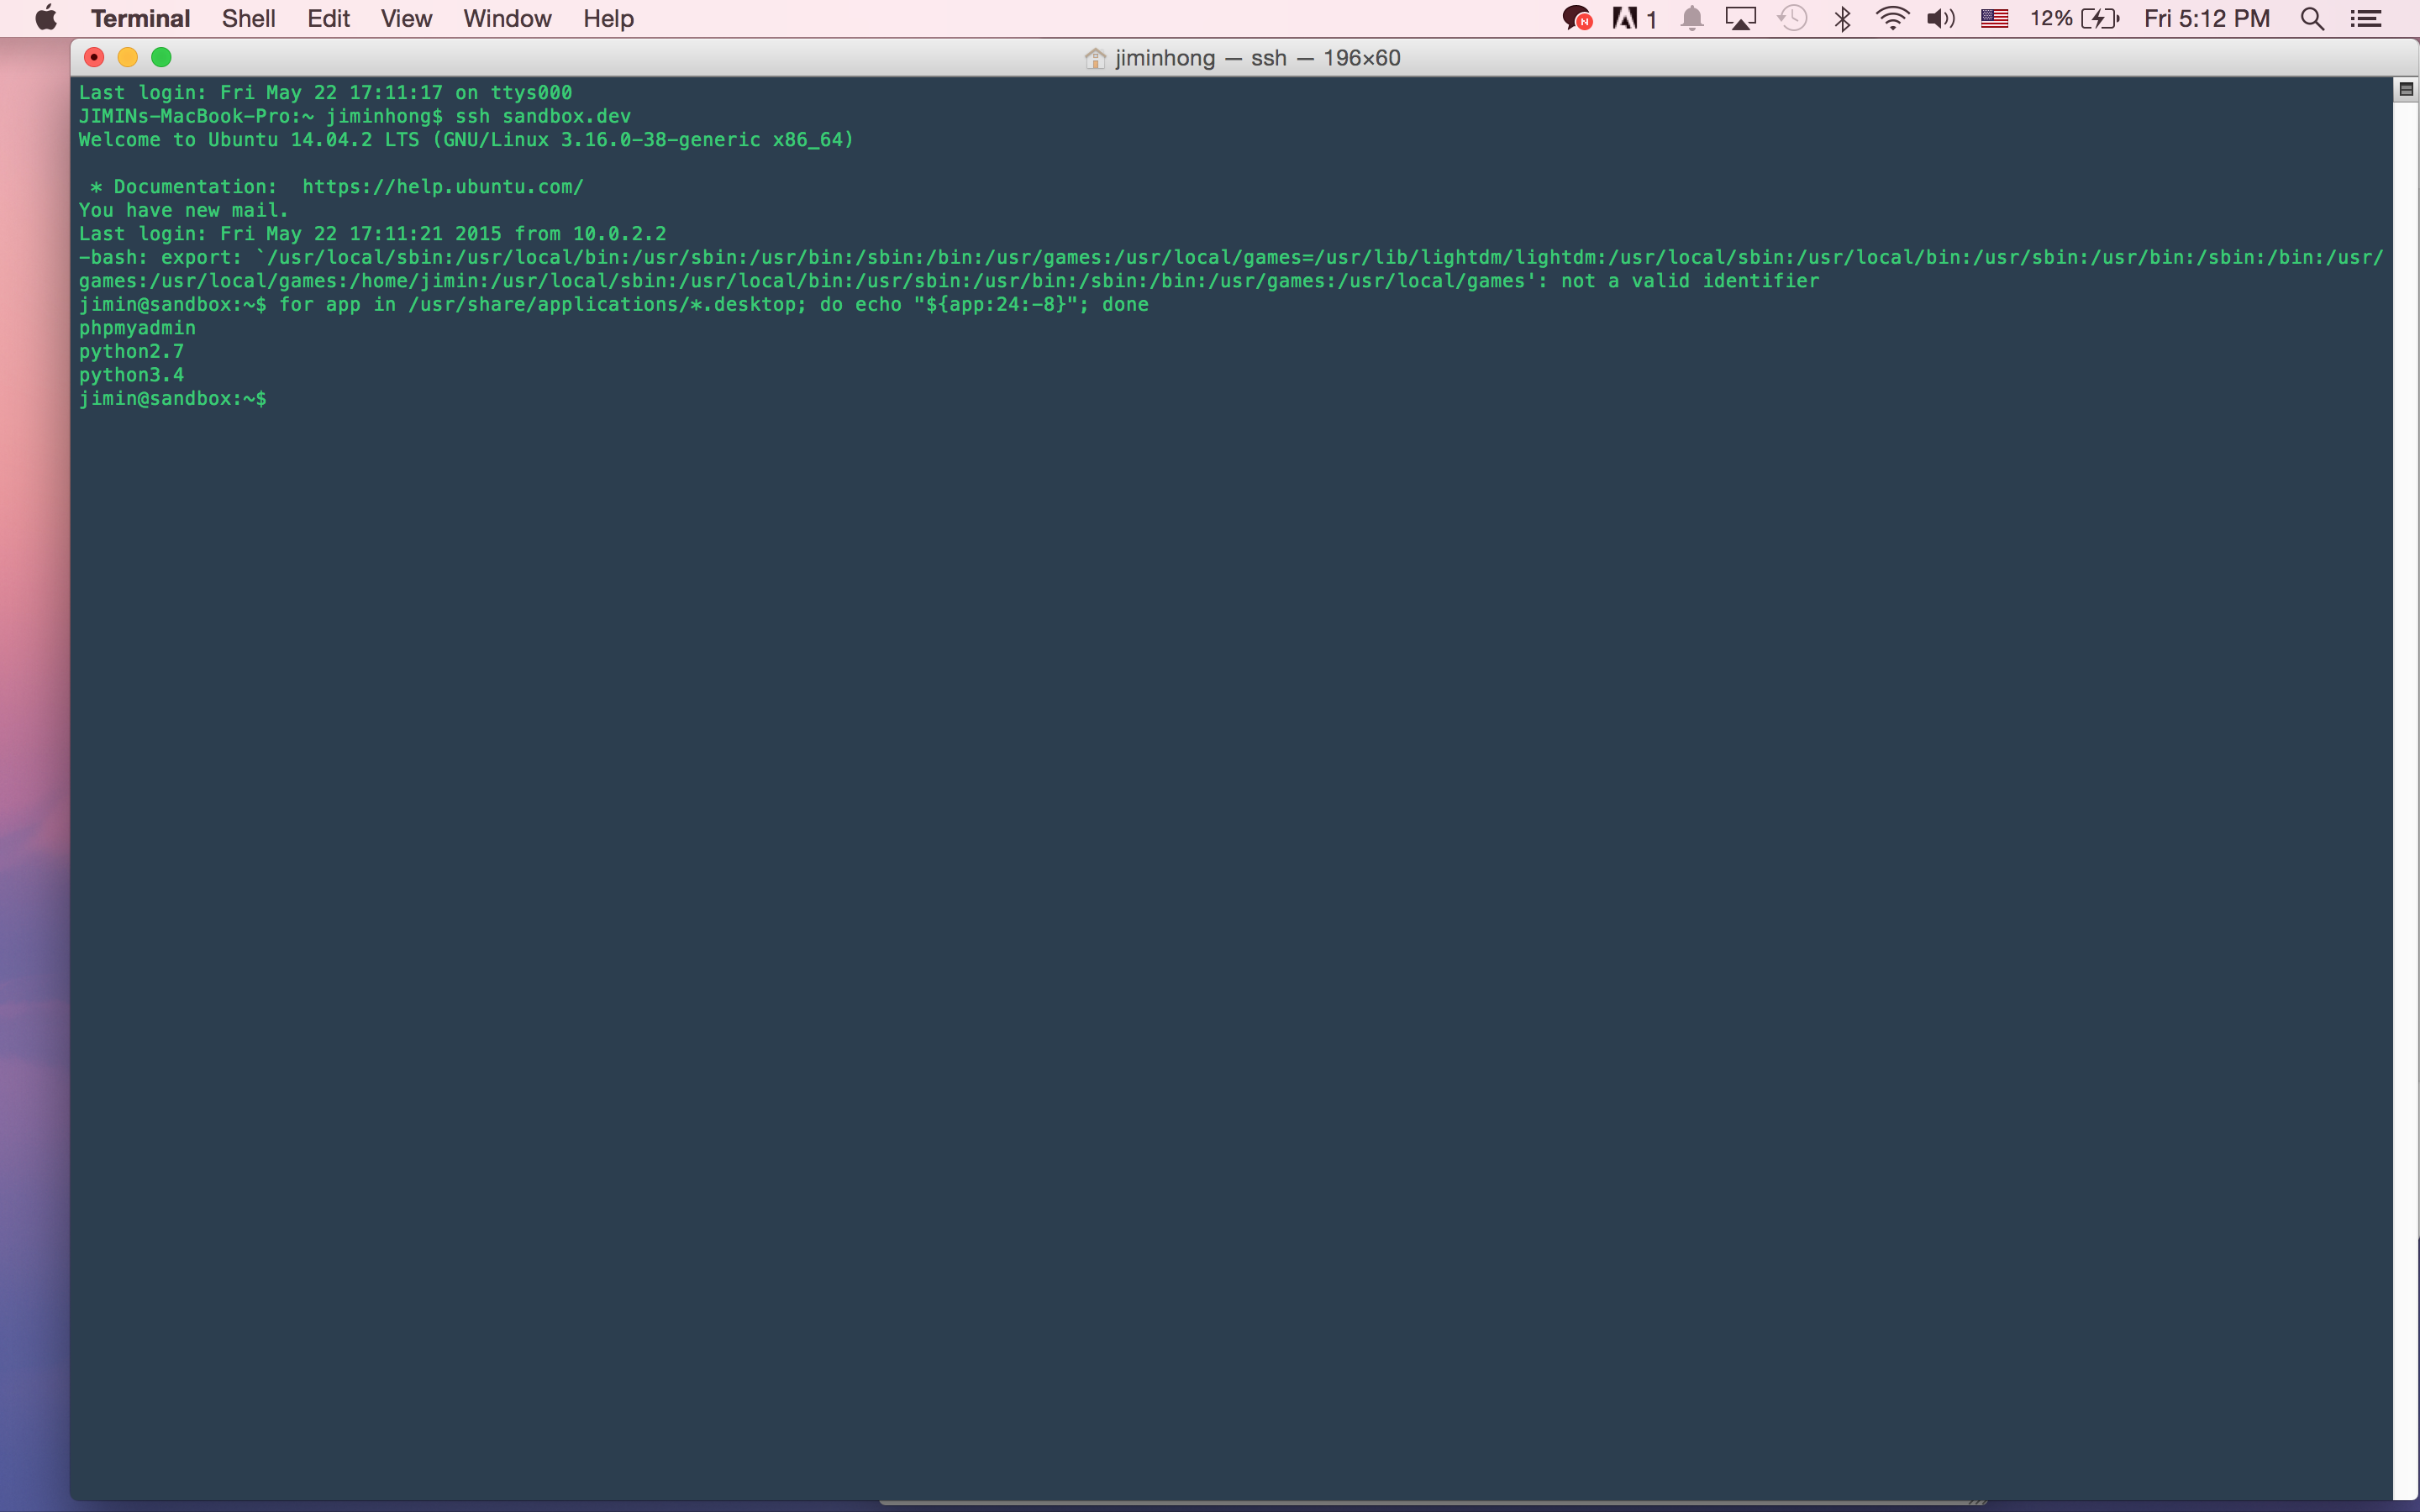 Terminal Shell Edit View Window Help 1 12% Fri 5:12 PM
jiminhong — ssh — 196×60
Last login: Fri May 22 17:11:17 on ttys000
JIMINs-MacBook-Pro:~ jiminhong$ ssh sandbox.dev
Welcome to Ubuntu 14.04.2 LTS (GNU/Linux 3.16.0-38-generic x86_64)
* Documentation:  https://help.ubuntu.com/
You have new mail.
Last login: Fri May 22 17:11:21 2015 from 10.0.2.2
-bash: export: `/usr/local/sbin:/usr/local/bin:/usr/sbin:/usr/bin:/sbin:/bin:/usr/games:/usr/local/games=/usr/lib/lightdm/lightdm:/usr/local/sbin:/usr/local/bin:/usr/sbin:/usr/bin:/sbin:/bin:/usr/
games:/usr/local/games:/home/jimin:/usr/local/sbin:/usr/local/bin:/usr/sbin:/usr/bin:/sbin:/bin:/usr/games:/usr/local/games': not a valid identifier
jimin@sandbox:~$ for app in /usr/share/applications/*.desktop; do echo "${app:24:-8}"; done
phpmyadmin
python2.7
python3.4
jimin@sandbox:~$